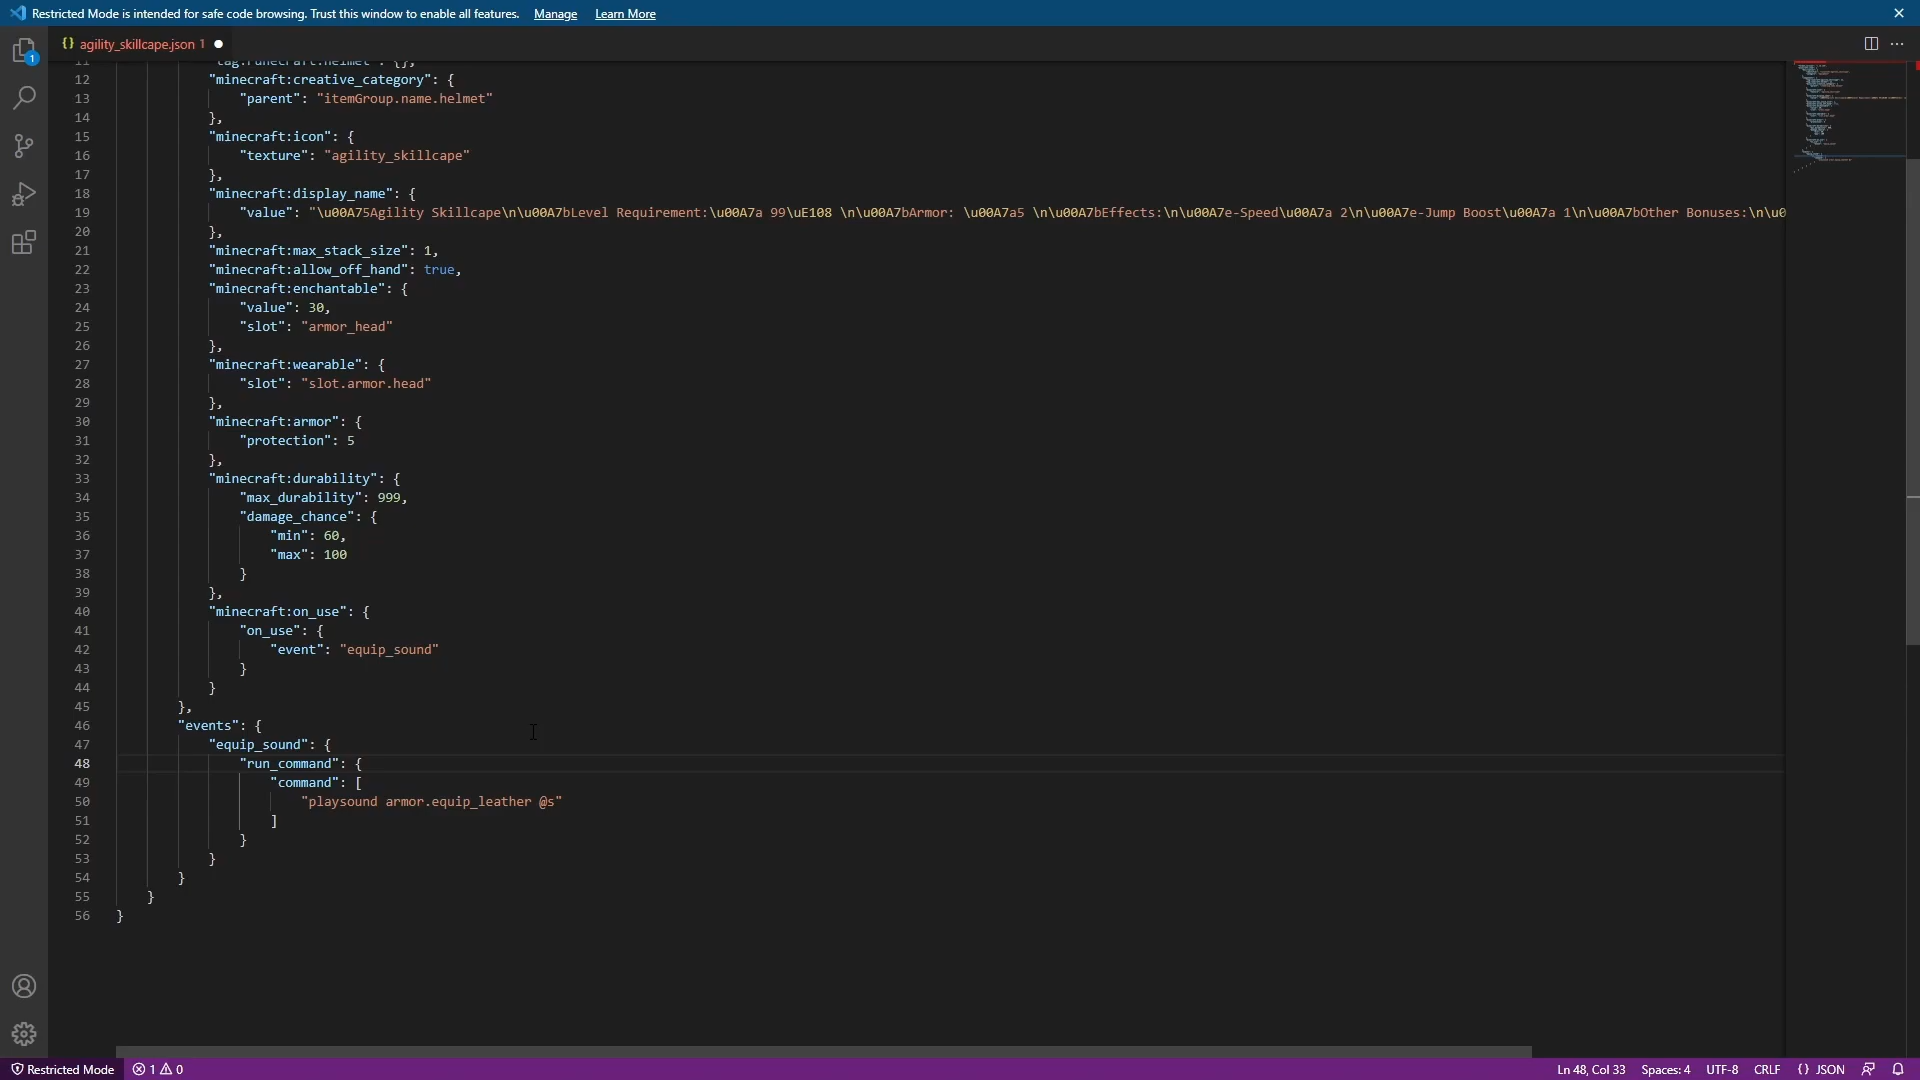 Restricted Mode is intended for safe code browsing. Trust this window to enable all features. Manage Learn More
{} agility_skillcape.json 1
1
11 "tag:runecraft:helmet": {},
12 "minecraft:creative_category": {
13 "parent": "itemGroup.name.helmet"
14 },
15 "minecraft:icon": {
16 "texture": "agility_skillcape"
17 },
18 "minecraft:display_name": {
19 "value": "\u00A75Agility Skillcape\n\u00A7bLevel Requirement:\u00A7a 99\uE108 \n\u00A7bArmor: \u00A7a5 \n\u00A7bEffects:\n\u00A7e-Speed\u00A7a 2\n\u00A7e-Jump Boost\u00A7a 1\n\u00A7bOther Bonuses:\n\u0
20 },
21 "minecraft:max_stack_size": 1,
22 "minecraft:allow_off_hand": true,
23 "minecraft:enchantable": {
24 "value": 30,
25 "slot": "armor_head"
26 },
27 "minecraft:wearable": {
28 "slot": "slot.armor.head"
29 },
30 "minecraft:armor": {
31 "protection": 5
32 },
33 "minecraft:durability": {
34 "max_durability": 999,
35 "damage_chance": {
36 "min": 60,
37 "max": 100
38 }
39 },
40 "minecraft:on_use": {
41 "on_use": {
42 "event": "equip_sound"
43 }
44 }
45 },
46 "events": {
47 "equip_sound": {
48 "run_command": {
49 "command": [
50 "playsound armor.equip_leather @s"
51 ]
52 }
53 }
54 }
55 }
56 }
Restricted Mode 1 0 Ln 48, Col 33 Spaces: 4 UTF-8 CRLF {} JSON